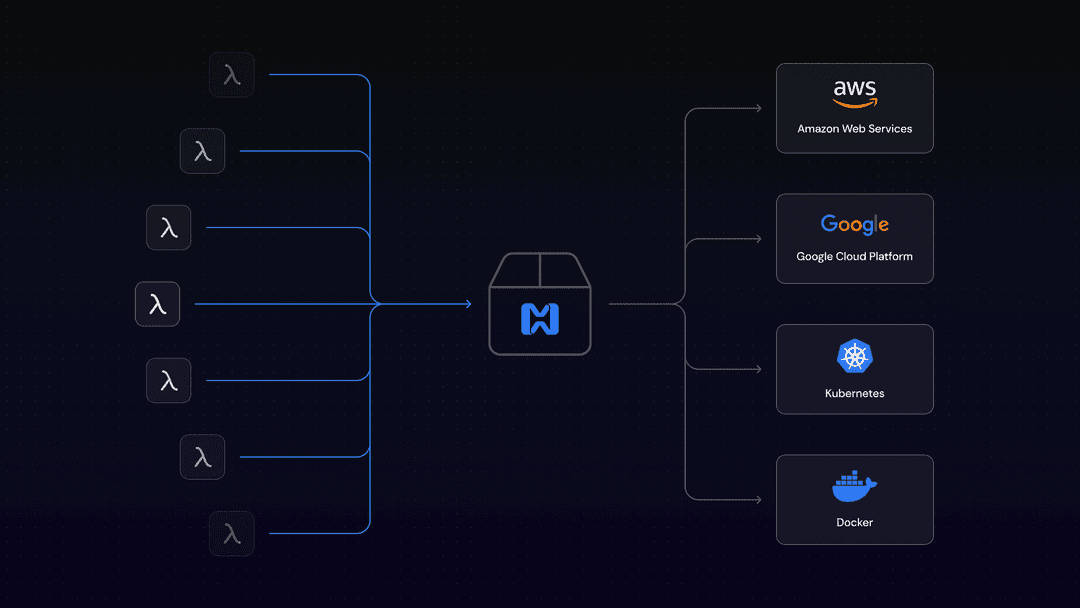 λ
λ
λ
λ
λ
λ
λ
aws
Amazon Web Services
Google
Google Cloud Platform
Kubernetes
Docker